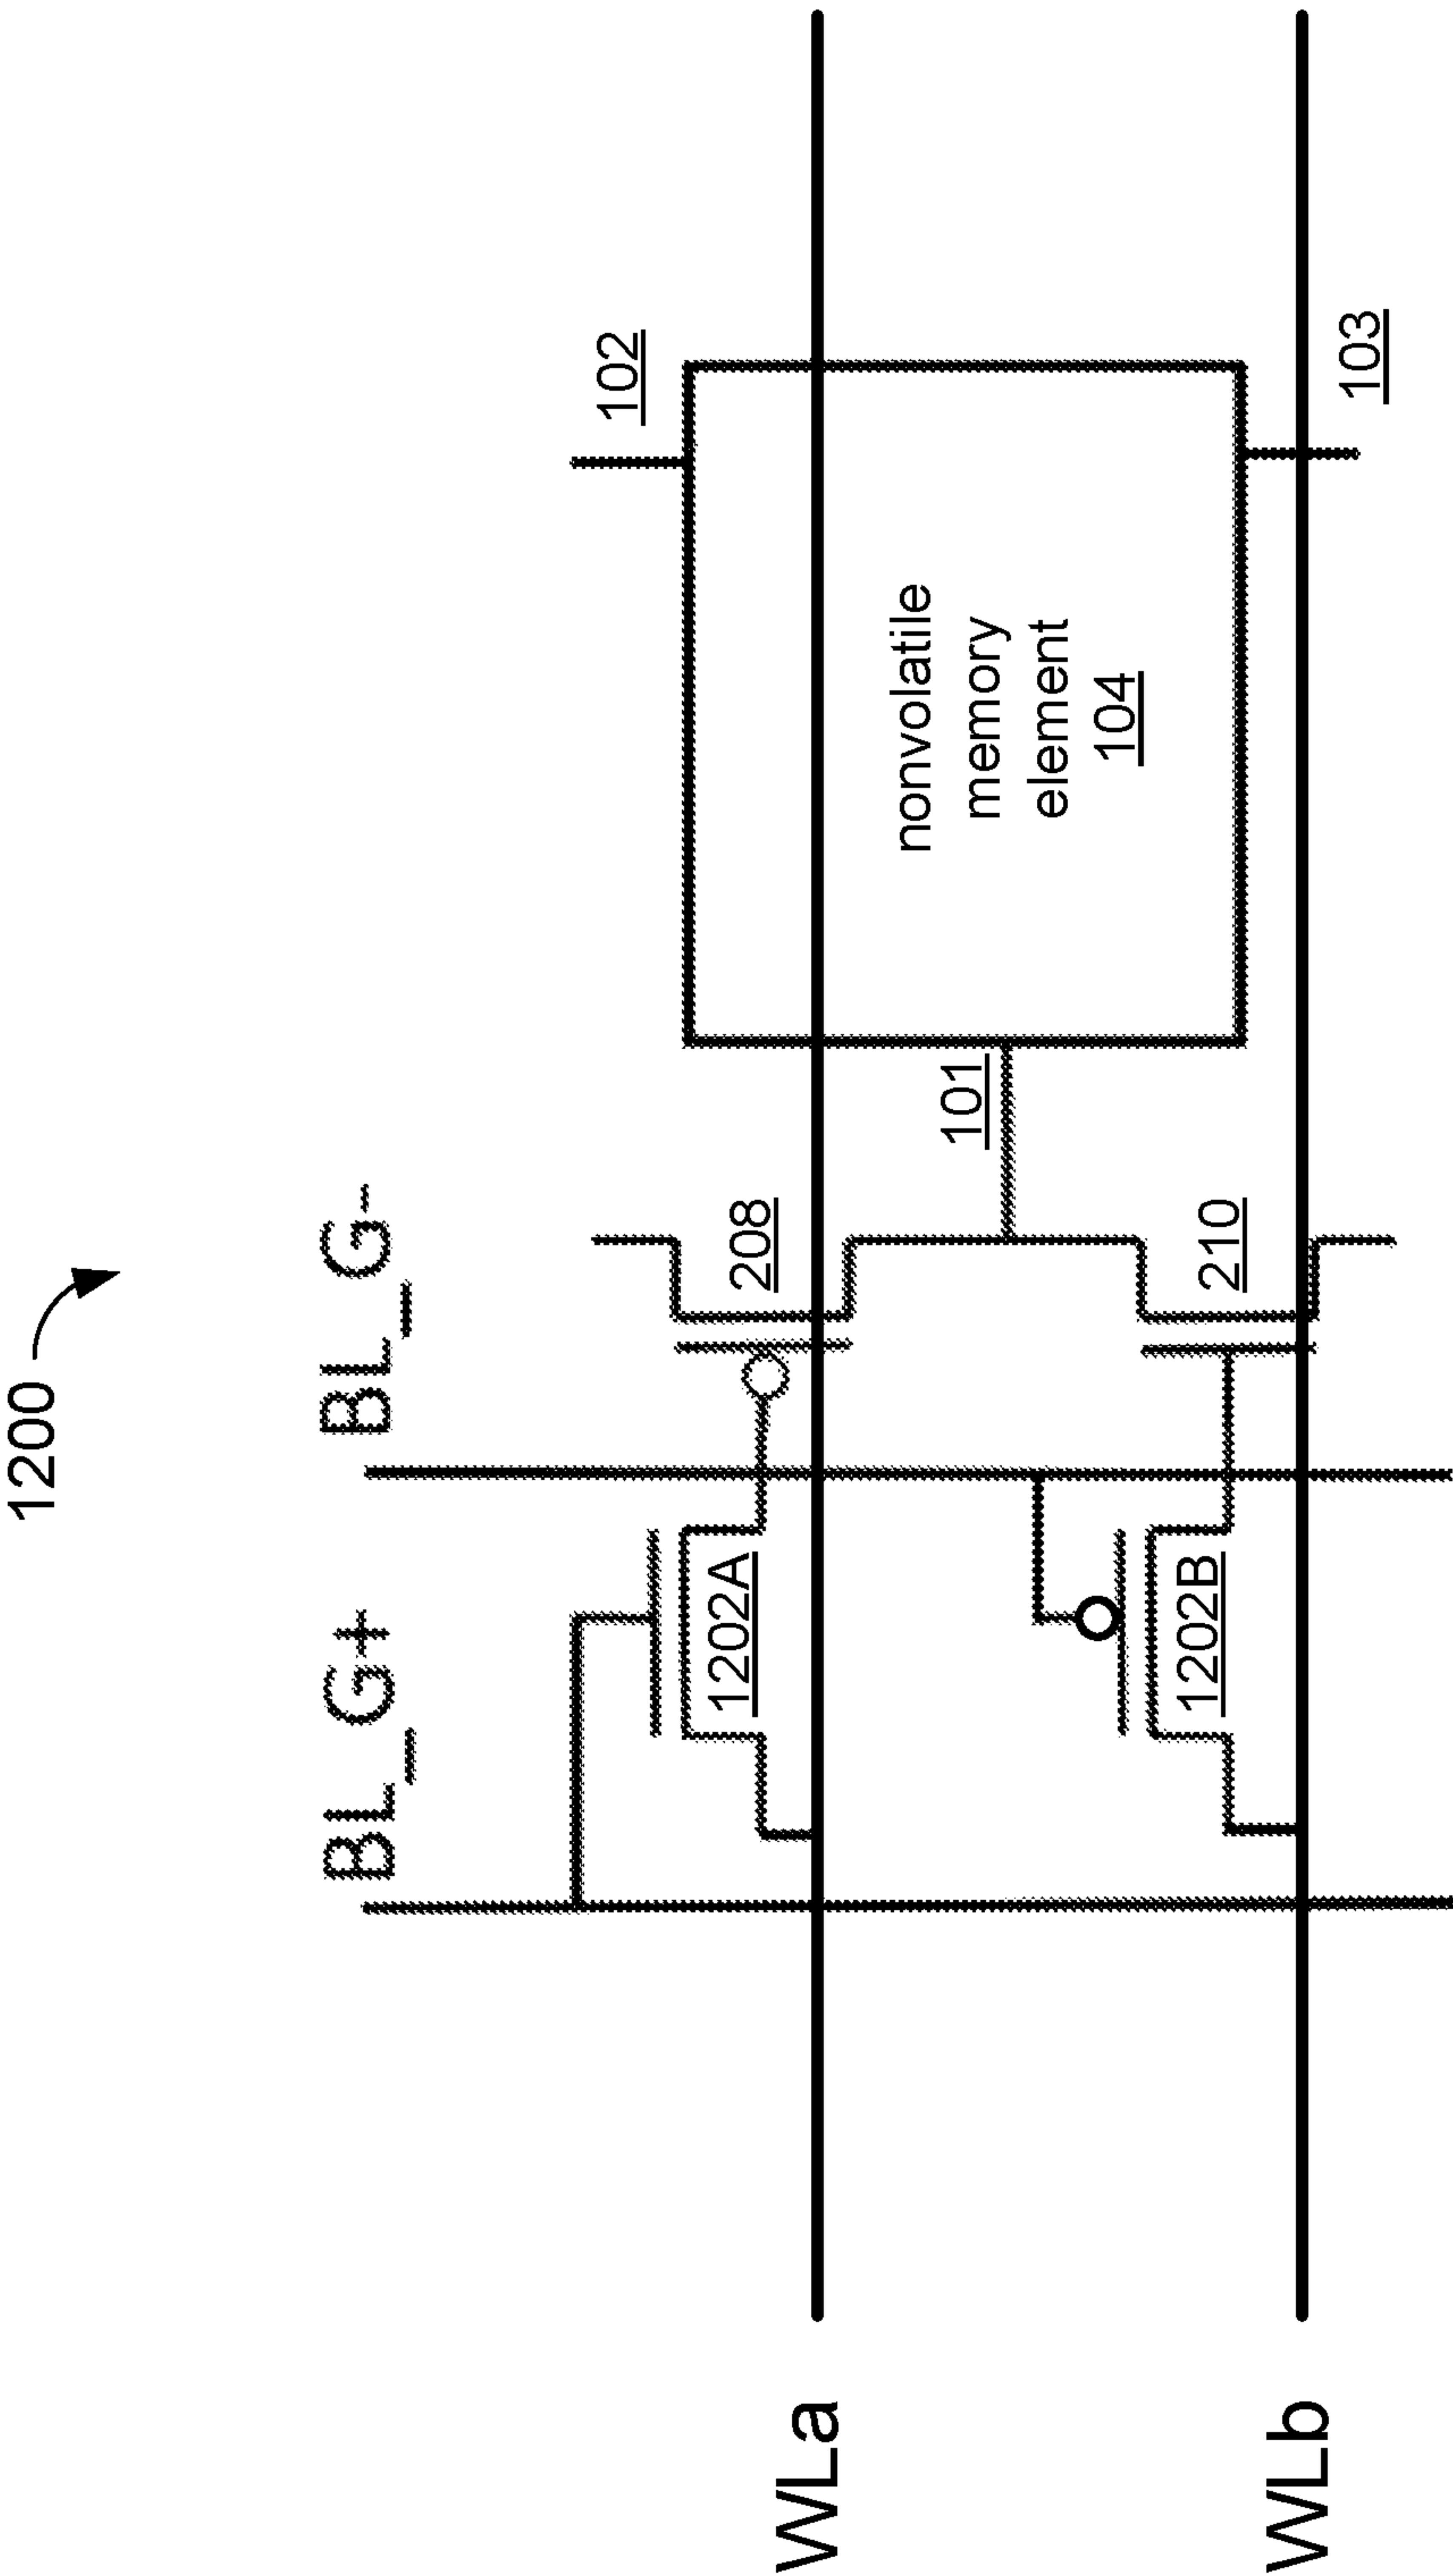 1200
BL_G+
BL_G-
102
208
1202A
WLa
101
nonvolatile
memory
element
104
210
1202B
WLb
103